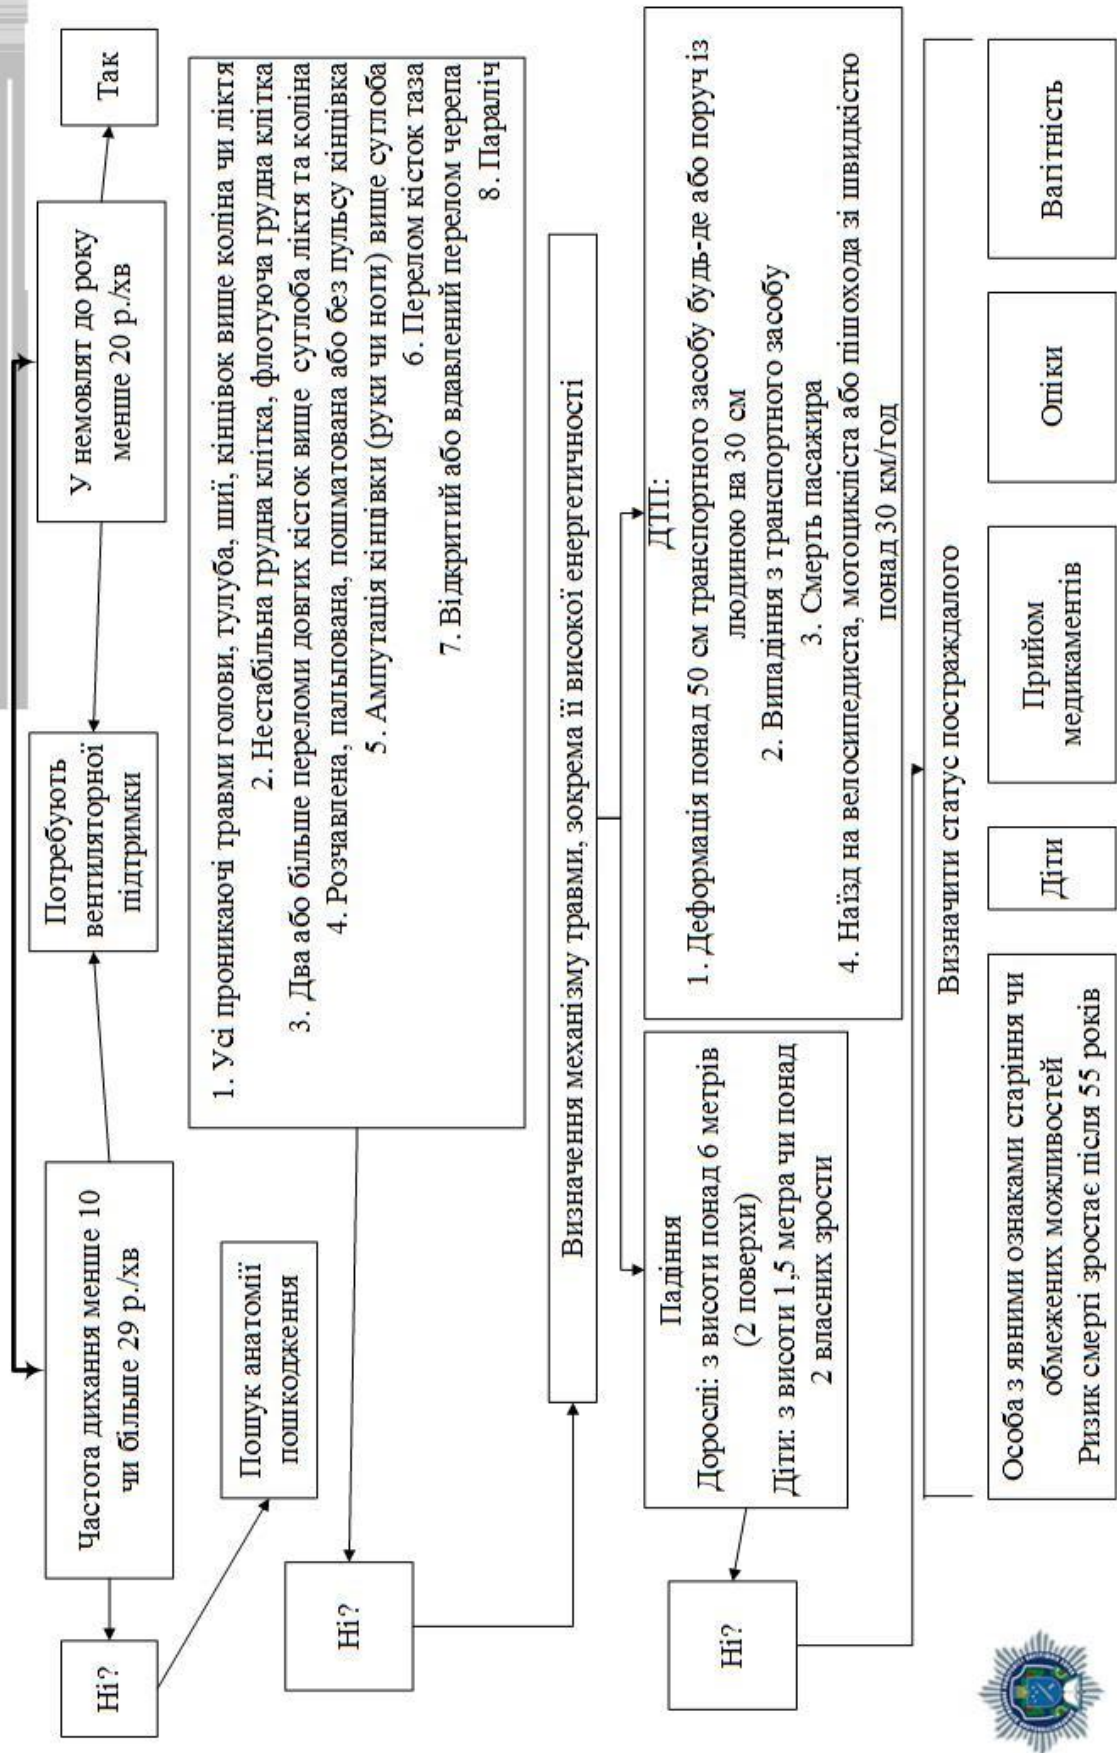 Частота дихання менше 10
чи більше 29 р./хв
Потребують
вентиляторної
підтримки
У немовлят до року
менше 20 р./хв
Так
Ні?
Пошук анатомії
пошкодження
1. Усі проникаючі травми голови, тулуба, шиї, кінцівок вище коліна чи ліктя
2. Нестабільна грудна клітка, флотуюча грудна клітка
3. Два або більше переломи довгих кісток вище суглоба ліктя та коліна
4. Розчавлена, пальпована, пошматована або без пульсу кінцівка
5. Ампутація кінцівки (руки чи ноги) вище суглоба
6. Перелом кісток таза
7. Відкритий або вдавлений перелом черепа
8. Параліч
Ні?
Визначення механізму травми, зокрема її високої енергетичності
Падіння
Дорослі: з висоти понад 6 метрів
(2 поверхи)
Діти: з висоти 1,5 метра чи понад
2 власних зрости
ДТП:
1. Деформація понад 50 см транспортного засобу будь-де або поруч із
людиною на 30 см
2. Випадіння з транспортного засобу
3. Смерть пасажира
4. Наїзд на велосипедиста, мотоцикліста або пішохода зі швидкістю
понад 30 км/год
Ні?
Визначити статус постраждалого
Особа з явними ознаками старіння чи
обмежених можливостей
Ризик смерті зростає після 55 років
Діти
Прийом
медикаментів
Опіки
Вагітність